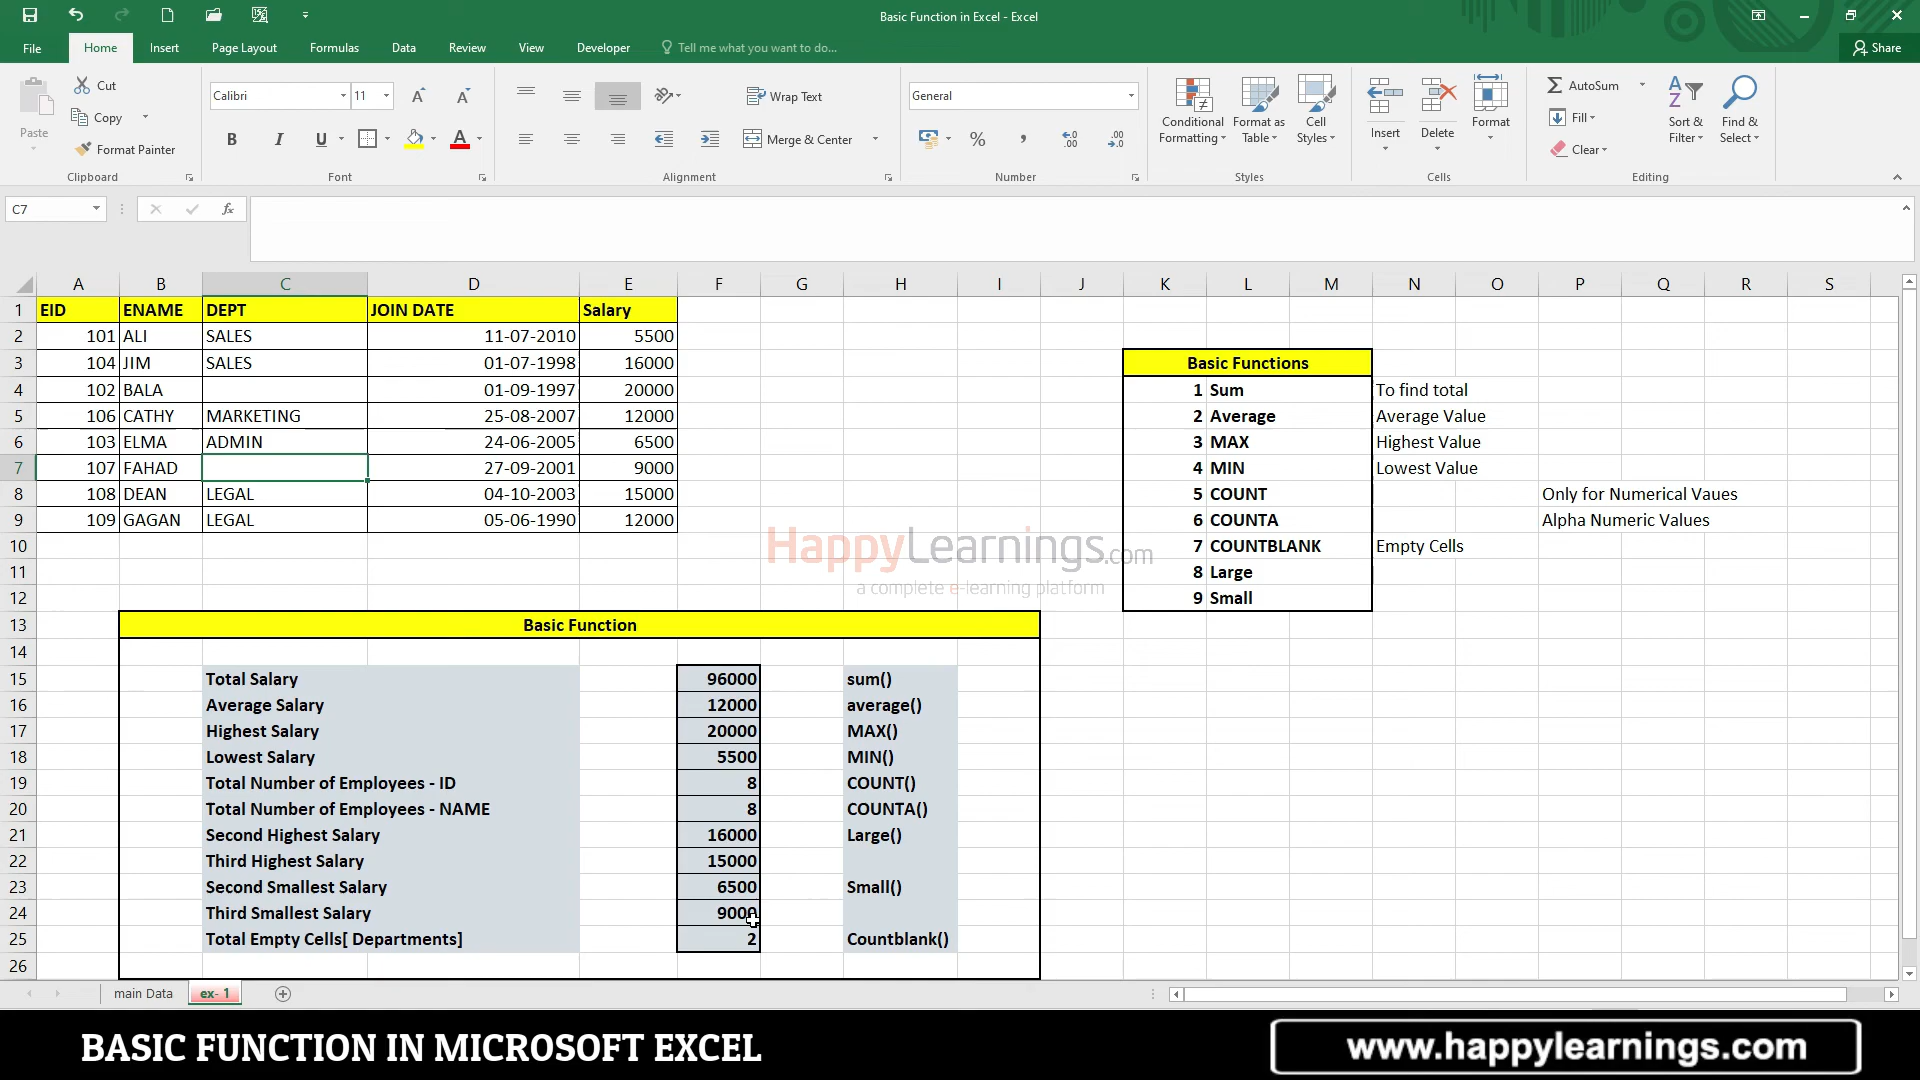 Basic Function in Excel - Excel
File Home Insert Page Layout Formulas Data Review View Developer Tell me what you want to do... Share
Paste Cut Copy Format Painter Clipboard
Calibri 11 B I U A Font
Wrap Text Merge & Center Alignment
General % , Number
Conditional Formatting Format as Table Cell Styles Styles
Insert Delete Format Cells
AutoSum Fill Clear Sort & Filter Find & Select Editing
C7 fx
A B C D E F G H I J K L M N O P Q R S
1 EID ENAME DEPT JOIN DATE Salary
2 101 ALI SALES 11-07-2010 5500
3 104 JIM SALES 01-07-1998 16000 Basic Functions
4 102 BALA 01-09-1997 20000 1 Sum To find total
5 106 CATHY MARKETING 25-08-2007 12000 2 Average Average Value
6 103 ELMA ADMIN 24-06-2005 6500 3 MAX Highest Value
7 107 FAHAD 27-09-2001 9000 4 MIN Lowest Value
8 108 DEAN LEGAL 04-10-2003 15000 5 COUNT Only for Numerical Vaues
9 109 GAGAN LEGAL 05-06-1990 12000 6 COUNTA Alpha Numeric Values
10 7 COUNTBLANK Empty Cells
HappyLearnings.com
11 8 Large
a complete e-learning platform
12 9 Small
13 Basic Function
14
15 Total Salary 96000 sum()
16 Average Salary 12000 average()
17 Highest Salary 20000 MAX()
18 Lowest Salary 5500 MIN()
19 Total Number of Employees - ID 8 COUNT()
20 Total Number of Employees - NAME 8 COUNTA()
21 Second Highest Salary 16000 Large()
22 Third Highest Salary 15000
23 Second Smallest Salary 6500 Small()
24 Third Smallest Salary 9000
25 Total Empty Cells[ Departments] 2 Countblank()
26
main Data ex- 1
BASIC FUNCTION IN MICROSOFT EXCEL www.happylearnings.com